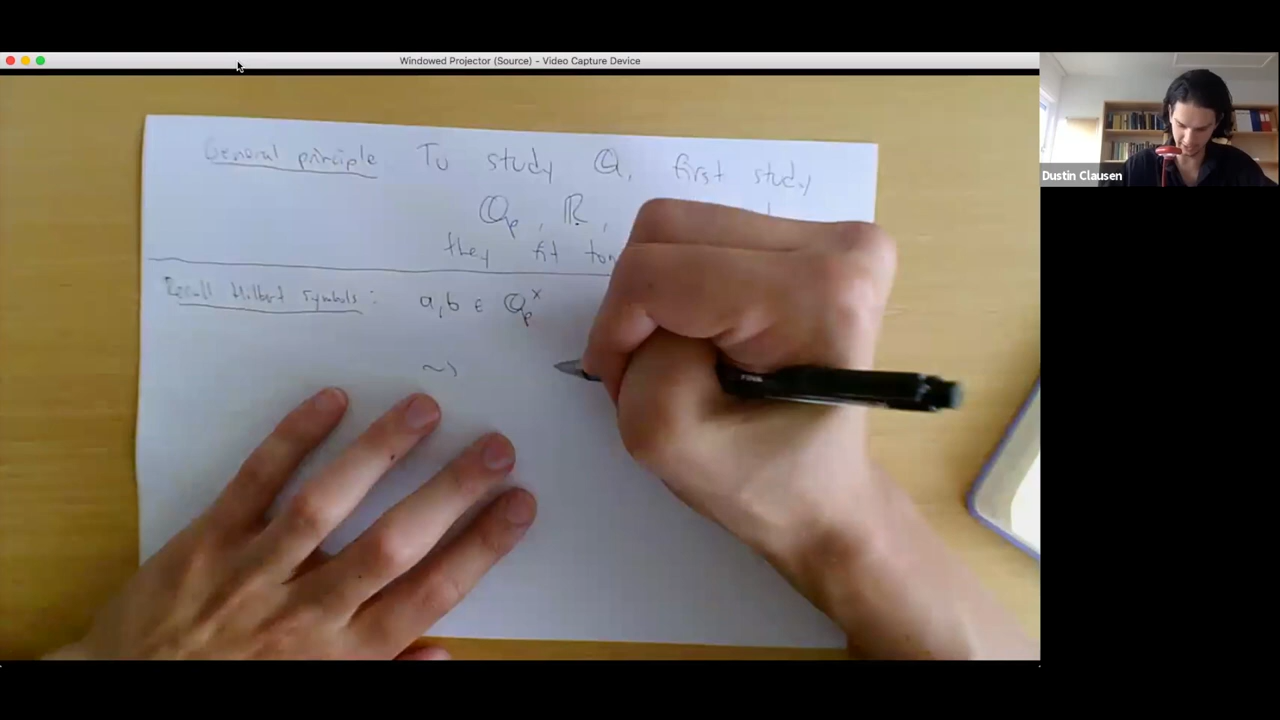 Windowed Projector (Source) - Video Capture Device
Dustin Clausen
General principle To study ℚ, first study
ℚ_p, ℝ,
they fit
Recall Hilbert symbols: a,b ∈ ℚ_p^×
⇝